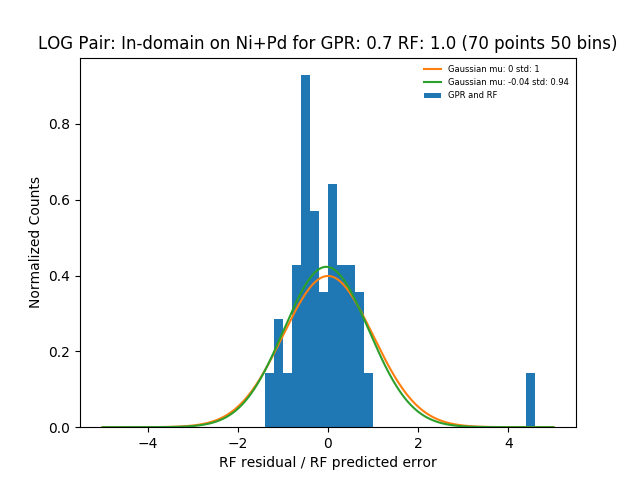 LOG Pair: In-domain on Ni+Pd for GPR: 0.7 RF: 1.0 (70 points 50 bins)
Gaussian mu: 0 std: 1
Gaussian mu: -0.04 std: 0.94
GPR and RF
Normalized Counts
0.8
0.6
0.4
0.2
0.0
−4 −2 0 2 4
RF residual / RF predicted error